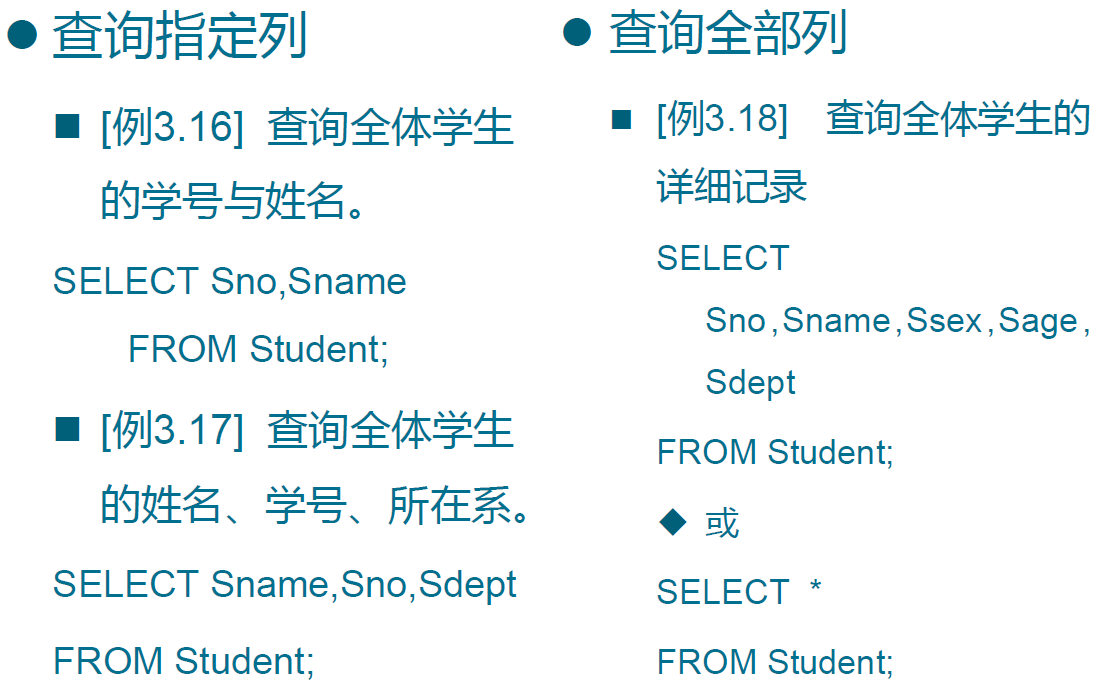 ● 查询指定列
■ [例3.16] 查询全体学生
的学号与姓名。
SELECT Sno,Sname
FROM Student;
■ [例3.17] 查询全体学生
的姓名、学号、所在系。
SELECT Sname,Sno,Sdept
FROM Student;
● 查询全部列
■ [例3.18] 查询全体学生的
详细记录
SELECT
Sno,Sname,Ssex,Sage,
Sdept
FROM Student;
◆ 或
SELECT *
FROM Student;